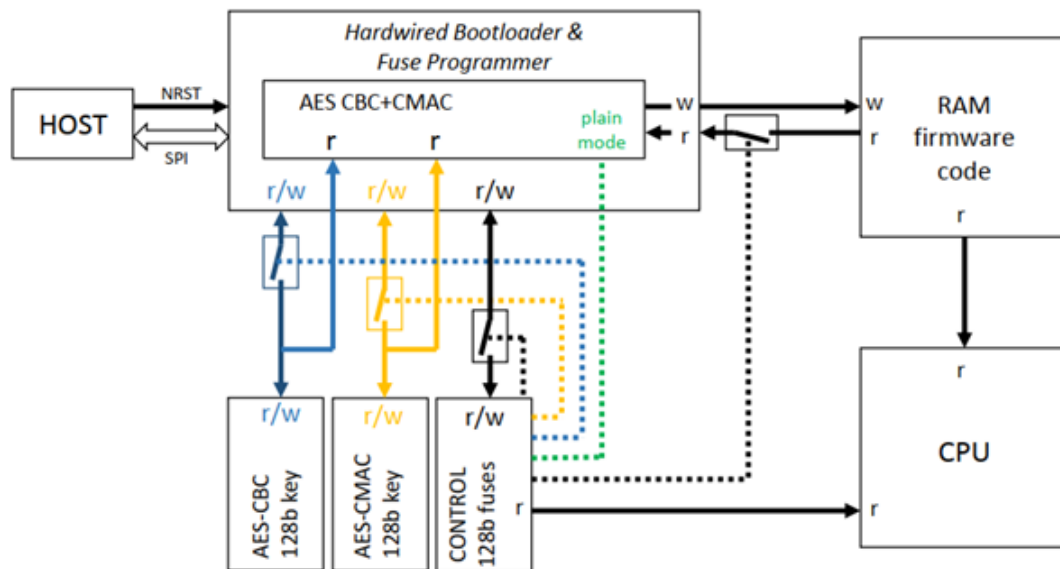 Hardwired Bootloader &
Fuse Programmer
NRST
HOST
SPI
AES CBC+CMAC
plain
mode
r
r
w
r
w
r
RAM
firmware
code
r
r/w
r/w
r/w
r/w
r/w
r/w
AES-CBC
128b key
AES-CMAC
128b key
CONTROL
128b fuses
r
r
CPU
r